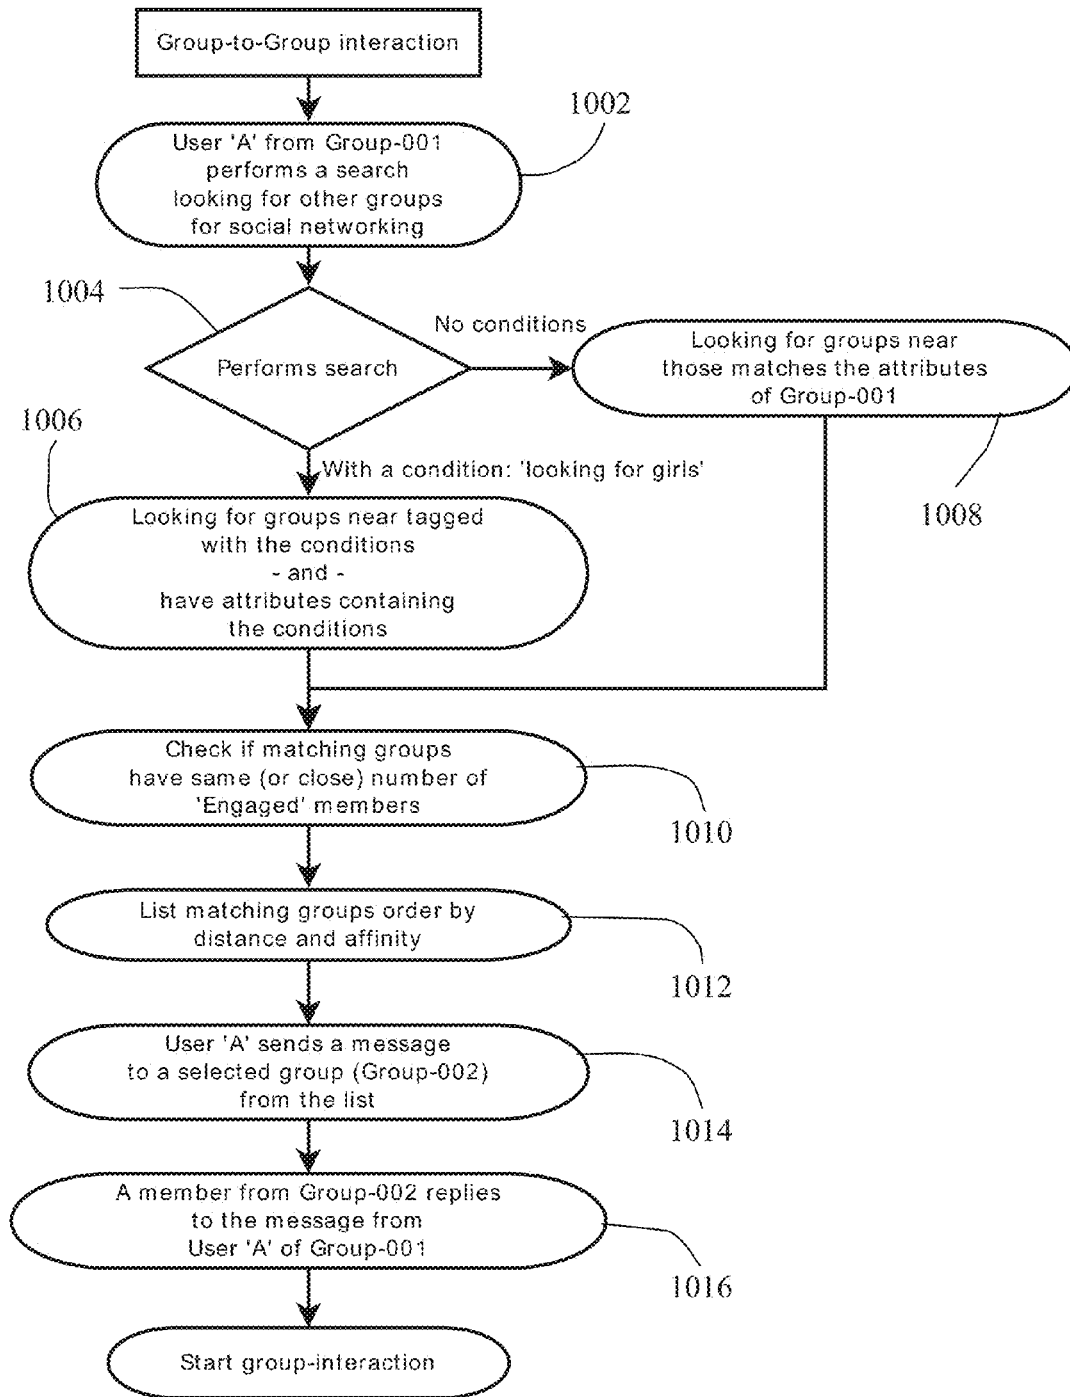 Group-to-Group interaction
1002
User 'A' from Group-001
performs a search
looking for other groups
for social networking
1004
Performs search
No conditions
Looking for groups near
those matches the attributes
of Group-001
1008
1006
With a condition: 'looking for girls'
Looking for groups near tagged
with the conditions
- and -
have attributes containing
the conditions
Check if matching groups
have same (or close) number of
'Engaged' members
1010
List matching groups order by
distance and affinity
1012
User 'A' sends a message
to a selected group (Group-002)
from the list
1014
A member from Group-002 replies
to the message from
User 'A' of Group-001
1016
Start group-interaction